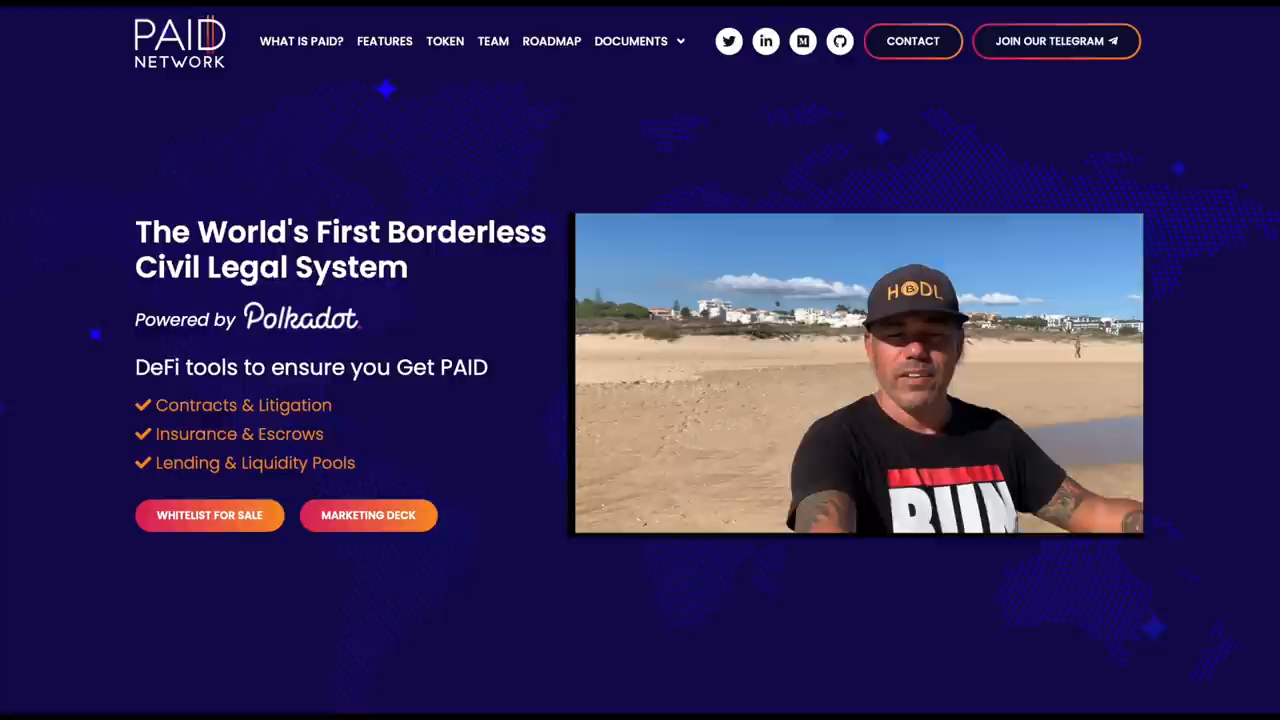 PAID
NETWORK
WHAT IS PAID?
FEATURES
TOKEN
TEAM
ROADMAP
DOCUMENTS
CONTACT
JOIN OUR TELEGRAM
The World's First Borderless
Civil Legal System
Powered by Polkadot.
DeFi tools to ensure you Get PAID
Contracts & Litigation
Insurance & Escrows
Lending & Liquidity Pools
WHITELIST FOR SALE
MARKETING DECK
HODL
RUN